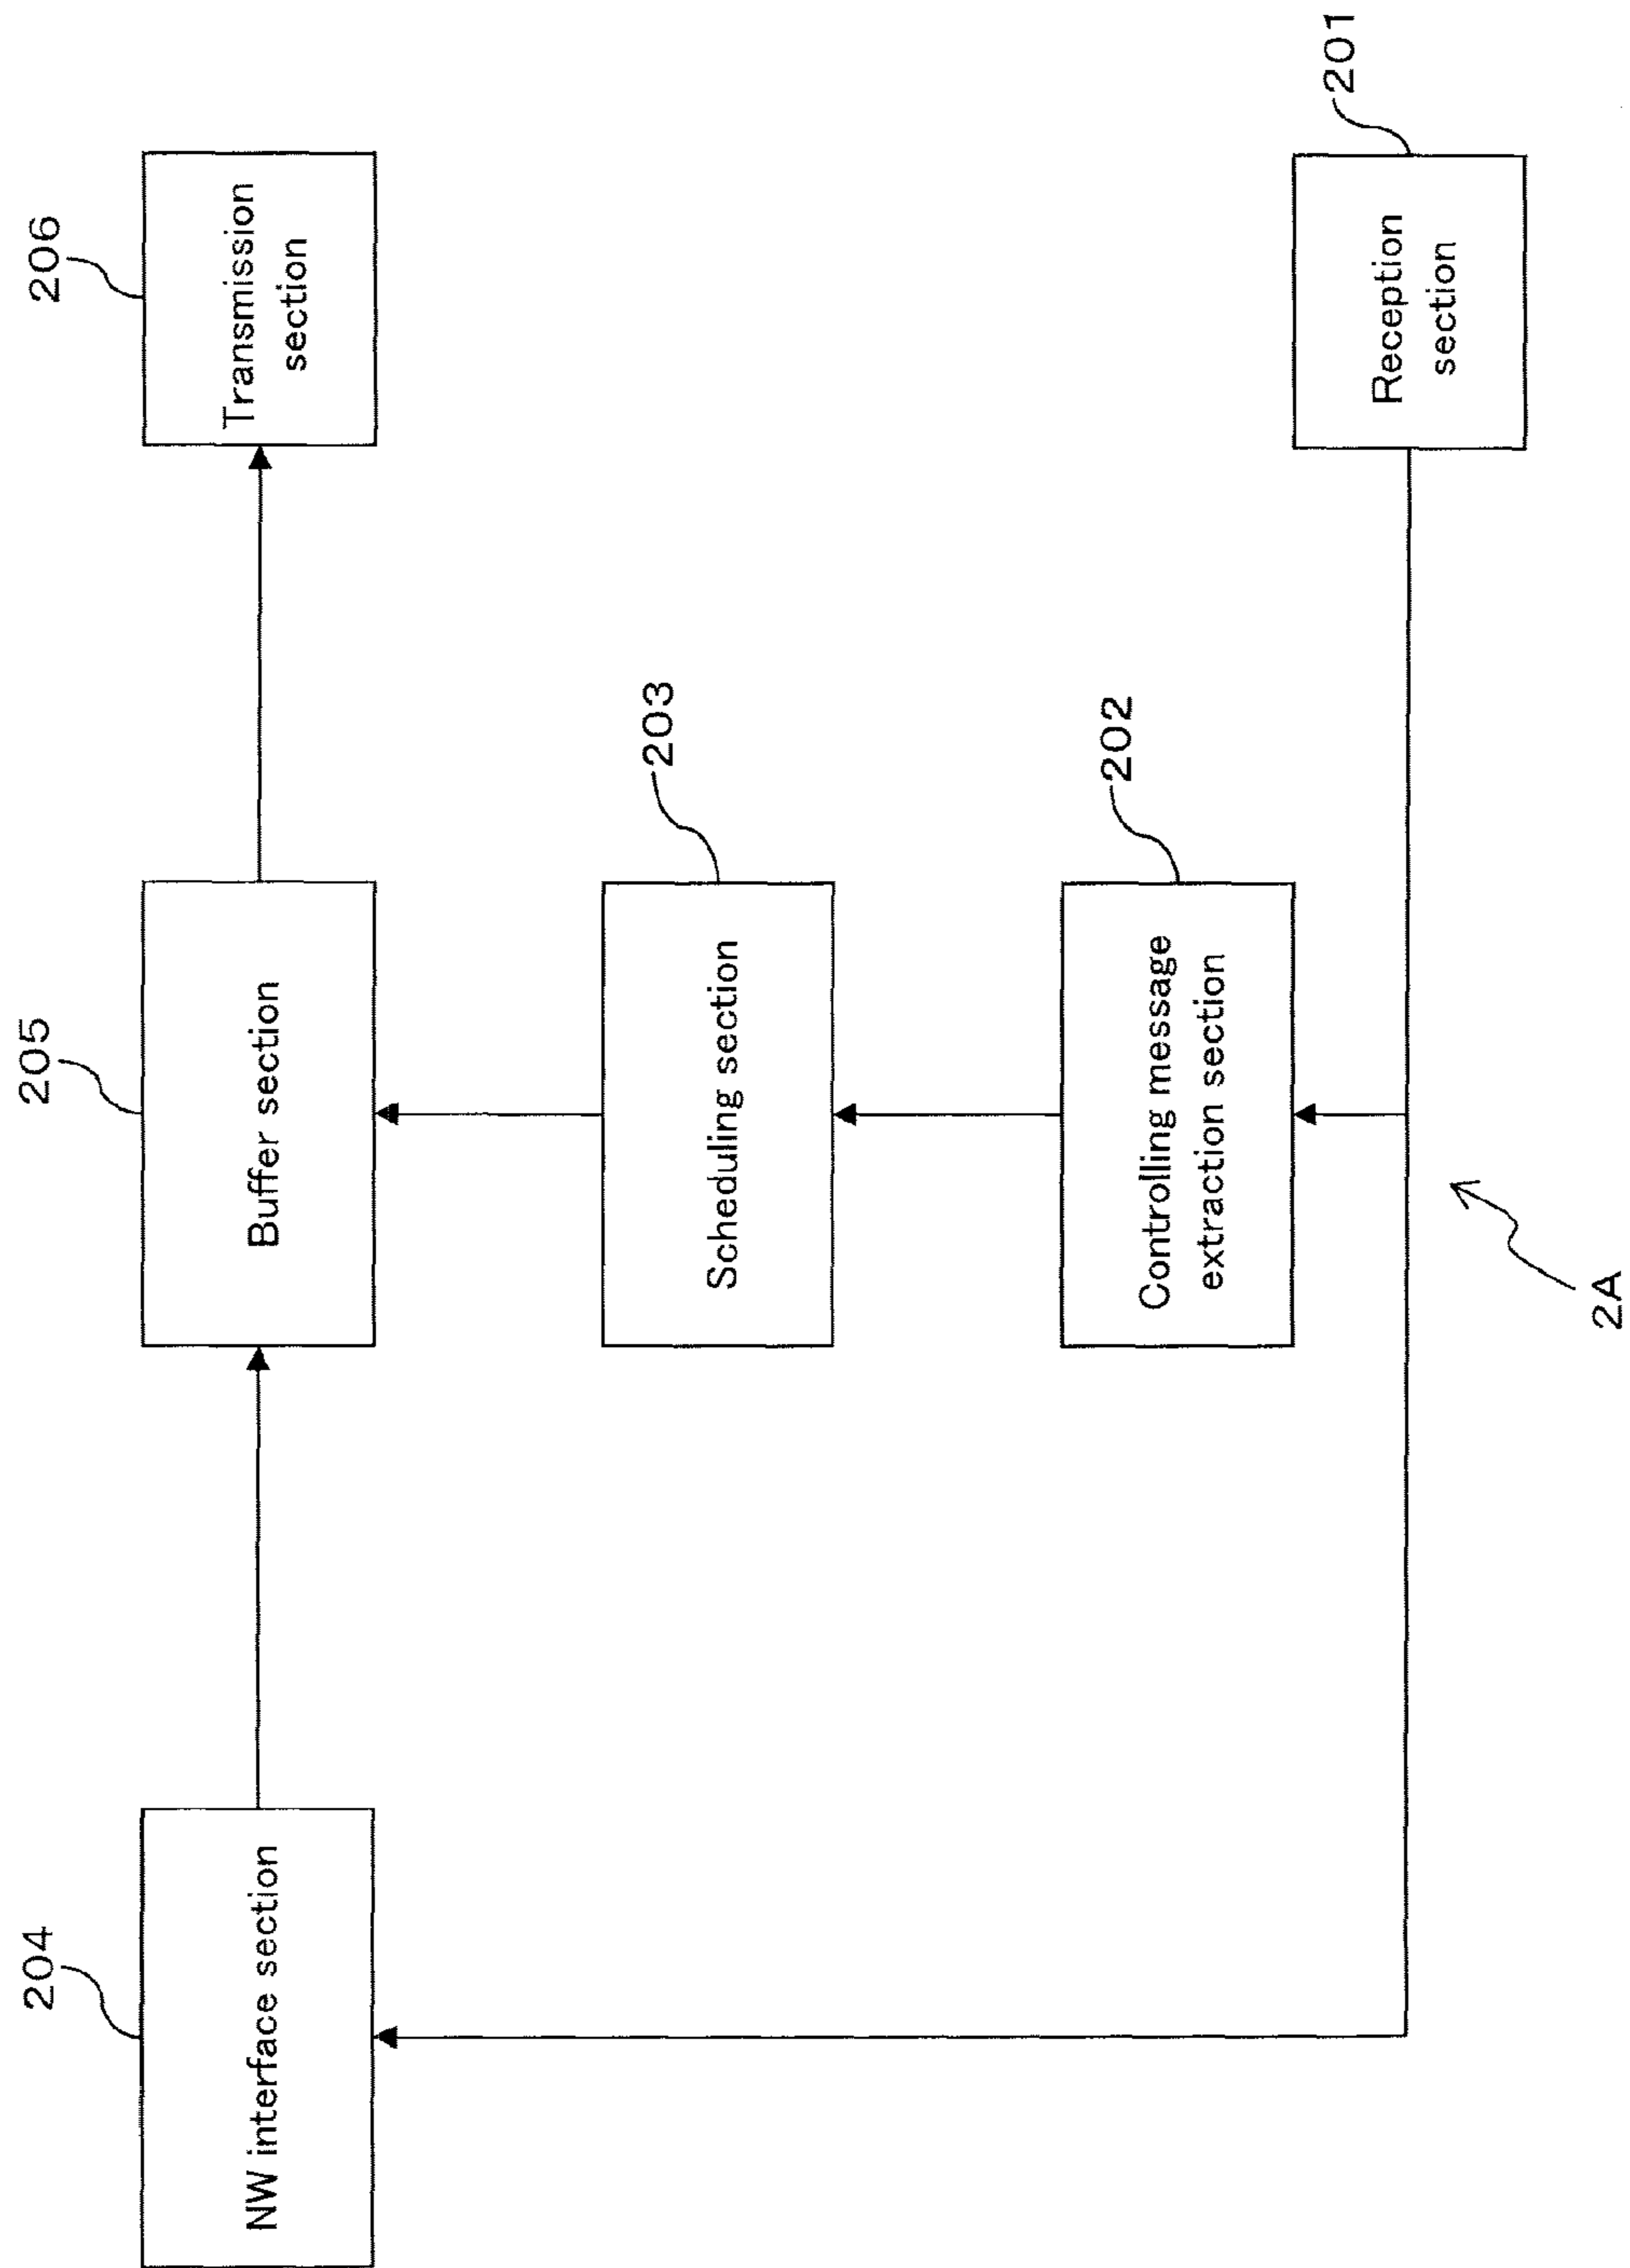 204
NW interface section
205
Buffer section
206
Transmission
section
Scheduling section
203
Controlling message
extraction section
202
Reception
section
201
2A